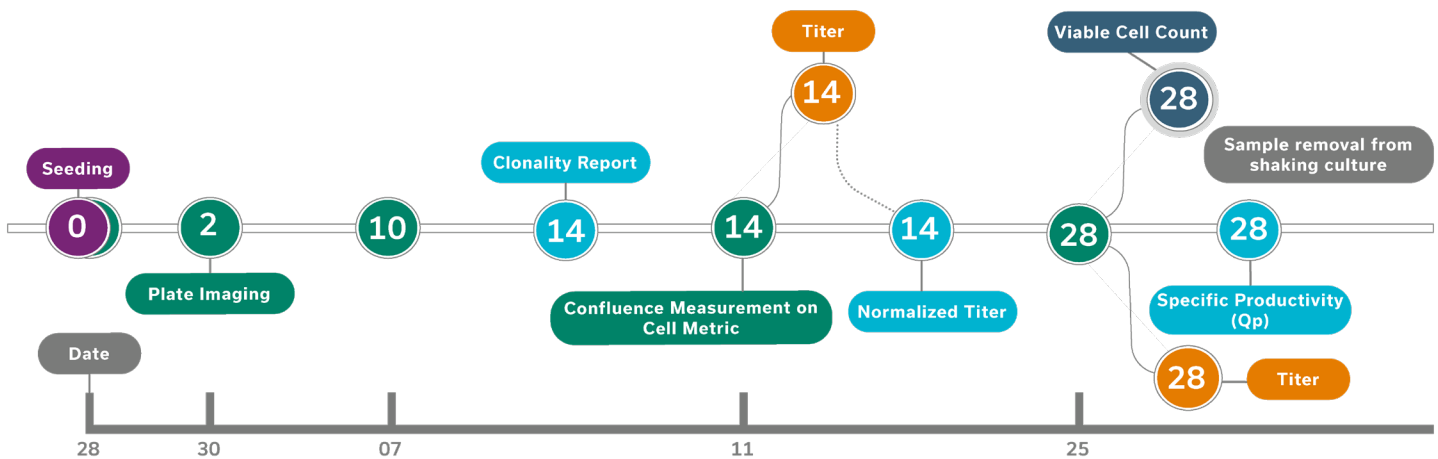 Titer
Viable Cell Count
14
28
Sample removal from
shaking culture
Clonality Report
Seeding
0
2
10
14
14
14
28
28
Plate Imaging
Confluence Measurement on
Cell Metric
Normalized Titer
Specific Productivity
(Qp)
Date
28
Titer
28
30
07
11
25